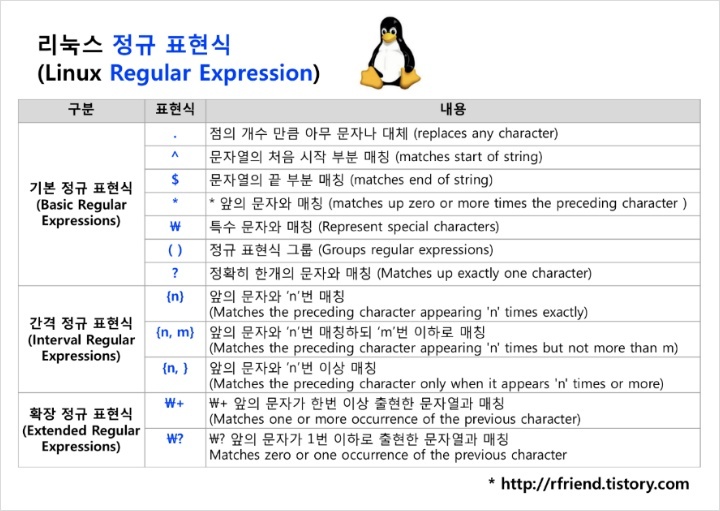 리눅스 정규 표현식
(Linux Regular Expression)
구분 표현식 내용
기본 정규 표현식
(Basic Regular
Expressions)
. 점의 개수 만큼 아무 문자나 대체 (replaces any character)
^ 문자열의 처음 시작 부분 매칭 (matches start of string)
$ 문자열의 끝 부분 매칭 (matches end of string)
* * 앞의 문자와 매칭 (matches up zero or more times the preceding character )
₩ 특수 문자와 매칭 (Represent special characters)
( ) 정규 표현식 그룹 (Groups regular expressions)
? 정확히 한개의 문자와 매칭 (Matches up exactly one character)
간격 정규 표현식
(Interval Regular
Expressions)
{n} 앞의 문자와 'n'번 매칭
(Matches the preceding character appearing 'n' times exactly)
{n, m} 앞의 문자와 'n'번 매칭하되 'm'번 이하로 매칭
(Matches the preceding character appearing 'n' times but not more than m)
{n, } 앞의 문자와 'n'번 이상 매칭
(Matches the preceding character only when it appears 'n' times or more)
확장 정규 표현식
(Extended Regular
Expressions)
₩+ ₩+ 앞의 문자가 한번 이상 출현한 문자열과 매칭
(Matches one or more occurrence of the previous character)
₩? ₩? 앞의 문자가 1번 이하로 출현한 문자열과 매칭
Matches zero or one occurrence of the previous character
* http://rfriend.tistory.com